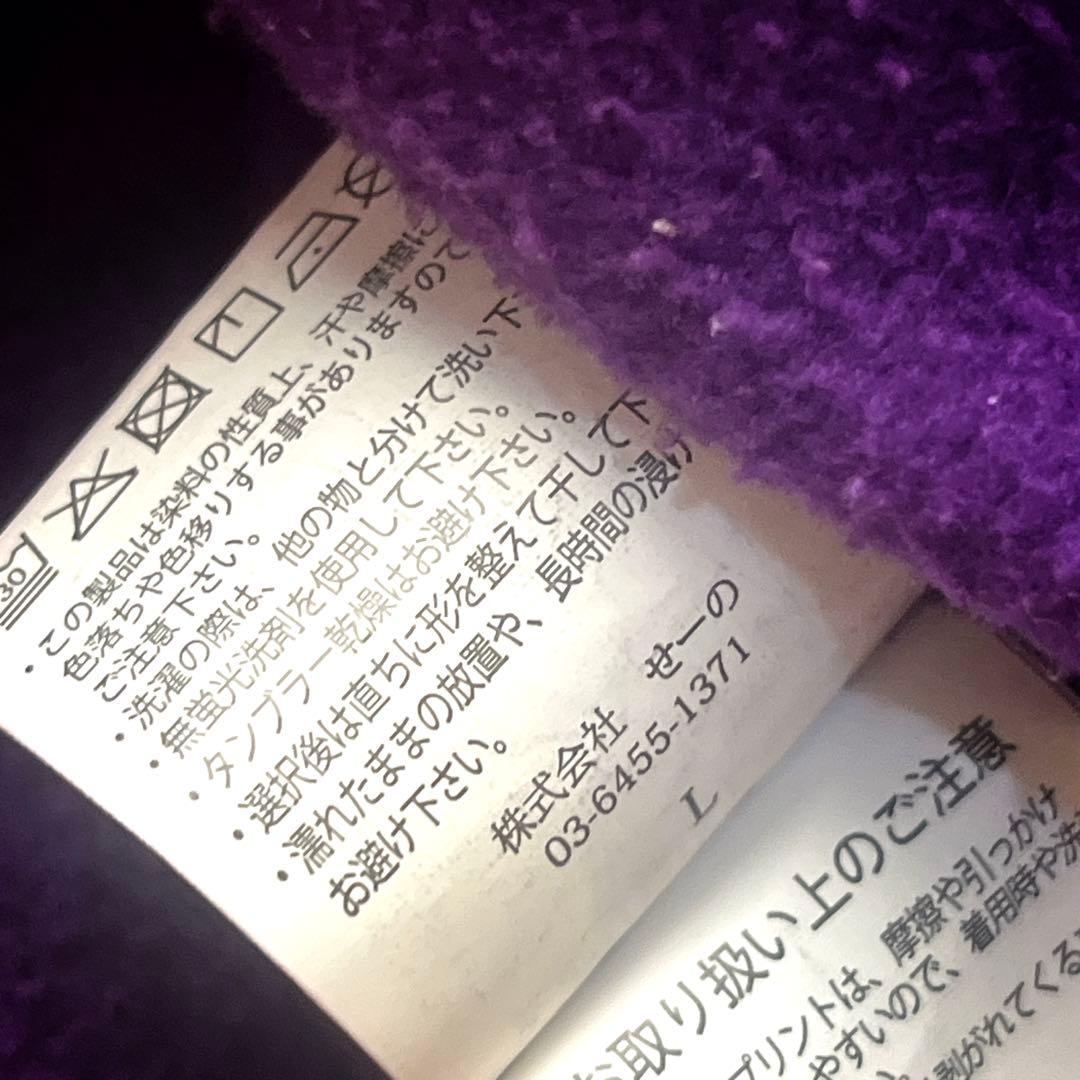 30
・この製品は染料の性質上、汗や摩擦に
色落ちや色移りする事がありますので
ご注意下さい。
・洗濯の際は、他の物と分けて洗い下
・無蛍光洗剤を使用して下さい。
・タンブラー乾燥はお避け下さい。
・選択後は直ちに形を整えて干して下
・濡れたままの放置や、長時間の浸け
お避け下さい。
株式会社 せーの
03-6455-1371
L
お取り扱い上のご注意
プリントは、摩擦や引っかけ
やすいので、着用時や洗
剥がれてくる